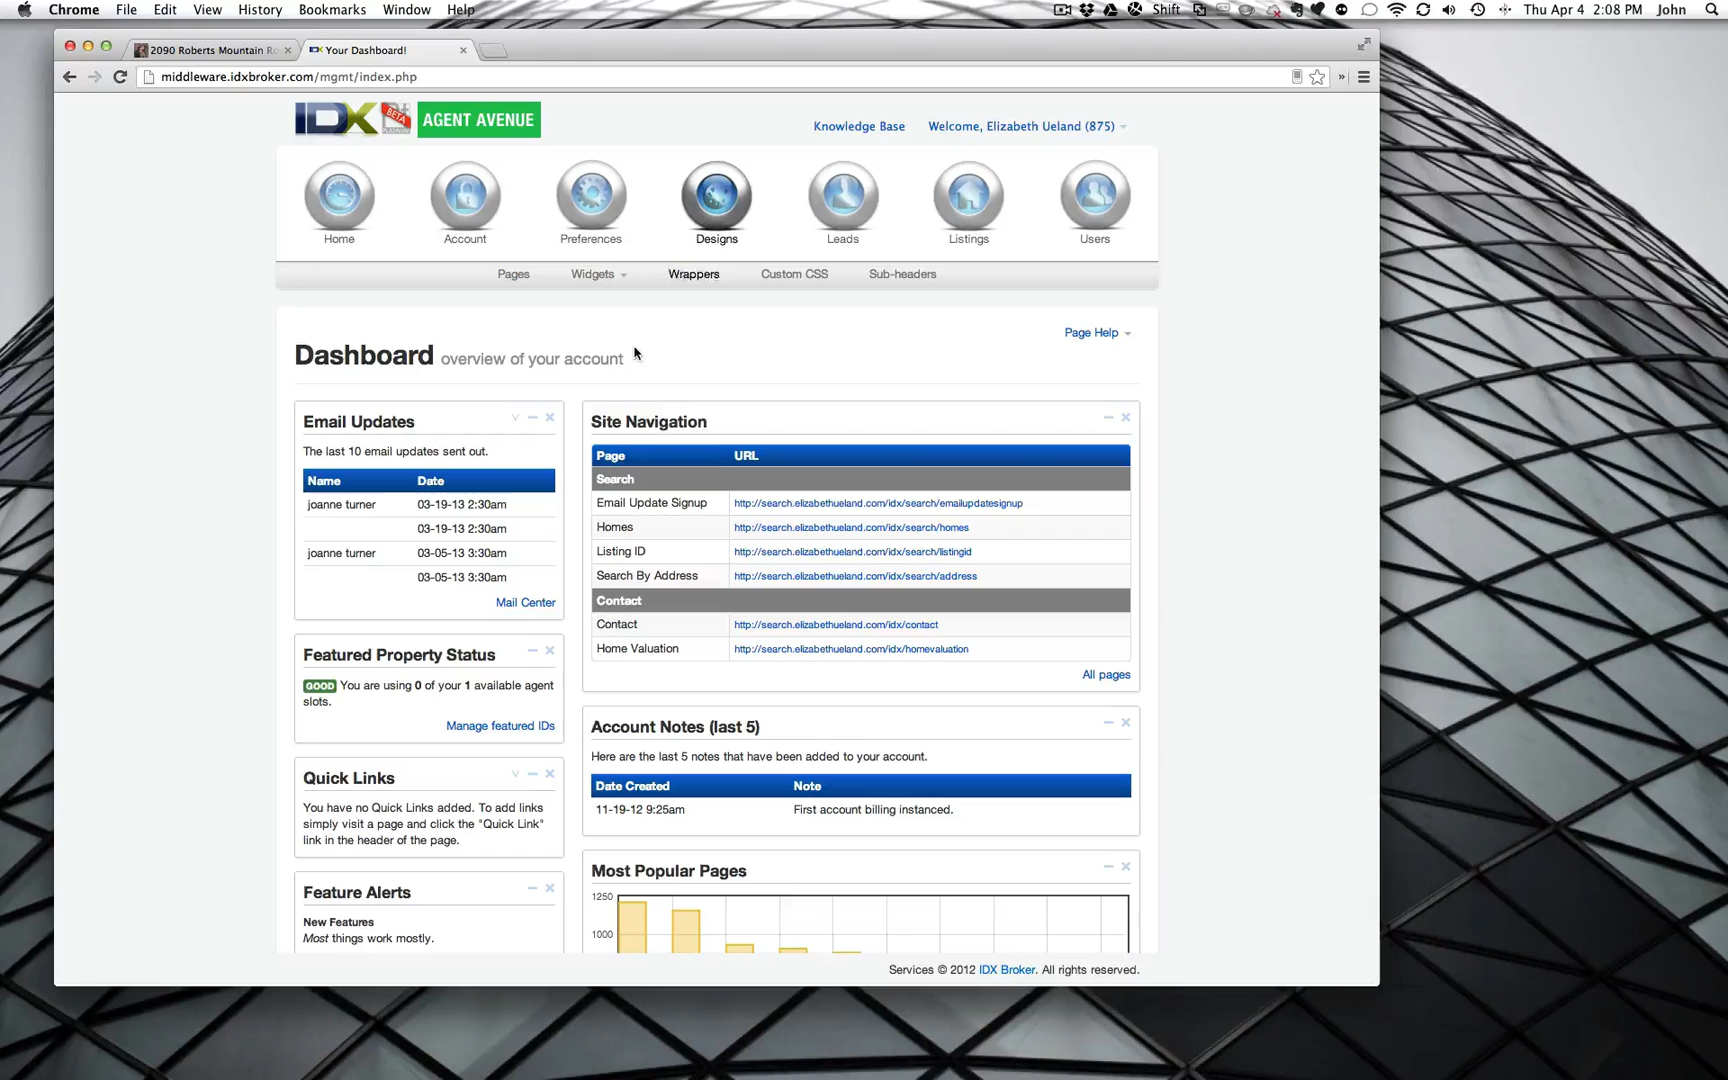 Chrome File Edit View History Bookmarks Window Help Shift Thu Apr 4 2:08 PM John
2090 Roberts Mountain Ro Your Dashboard!
middleware.idxbroker.com/mgmt/index.php
IDX BETA PLATINUM AGENT AVENUE
Knowledge Base Welcome, Elizabeth Ueland (875)
Home Account Preferences Designs Leads Listings Users
Pages Widgets Wrappers Custom CSS Sub-headers
Page Help
Dashboard overview of your account
Email Updates
The last 10 email updates sent out.
Name Date
joanne turner 03-19-13 2:30am
03-19-13 2:30am
joanne turner 03-05-13 3:30am
03-05-13 3:30am
Mail Center
Featured Property Status
GOOD You are using 0 of your 1 available agent
slots.
Manage featured IDs
Quick Links
You have no Quick Links added. To add links
simply visit a page and click the "Quick Link"
link in the header of the page.
Feature Alerts
New Features
Most things work mostly.
Site Navigation
Page URL
Search
Email Update Signup http://search.elizabethueland.com/idx/search/emailupdatesignup
Homes http://search.elizabethueland.com/idx/search/homes
Listing ID http://search.elizabethueland.com/idx/search/listingid
Search By Address http://search.elizabethueland.com/idx/search/address
Contact
Contact http://search.elizabethueland.com/idx/contact
Home Valuation http://search.elizabethueland.com/idx/homevaluation
All pages
Account Notes (last 5)
Here are the last 5 notes that have been added to your account.
Date Created Note
11-19-12 9:25am First account billing instanced.
Most Popular Pages
1250
1000
Services © 2012 IDX Broker. All rights reserved.